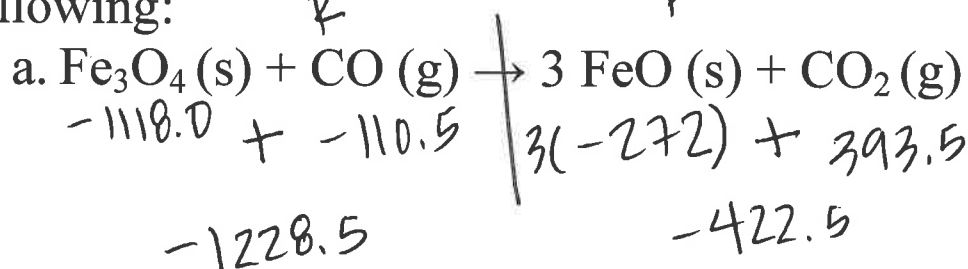 llowing:
a. Fe₃O₄ (s) + CO (g) → 3 FeO (s) + CO₂ (g)
-1118.0 + -110.5 3(-272) + 393.5
-1228.5 -422.5